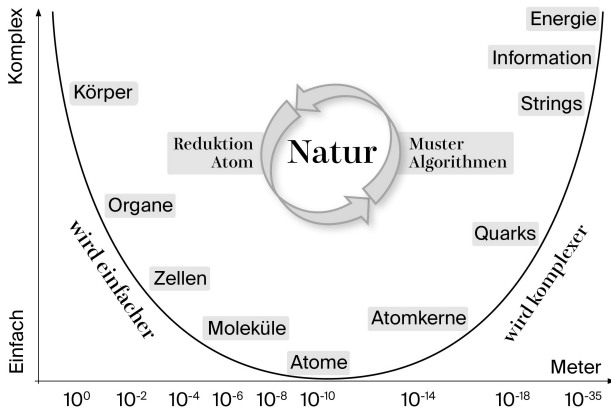 Komplex
Energie
Information
Körper
Strings
Reduktion
Atom
Natur
Muster
Algorithmen
Organe
Quarks
wird einfacher
wird komplexer
Zellen
Moleküle
Atomkerne
Einfach
Atome
Meter
10⁰ 10⁻² 10⁻⁴ 10⁻⁶ 10⁻⁸ 10⁻¹⁰ 10⁻¹⁴ 10⁻¹⁸ 10⁻³⁵